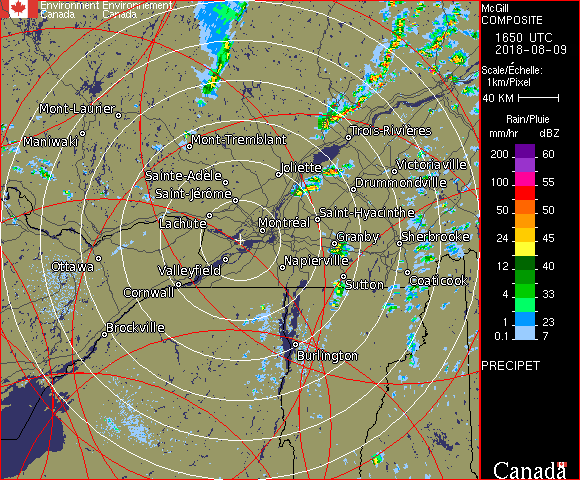 Environment Environnement
Canada Canada
McGill
COMPOSITE
1650 UTC
2018-08-09
Scale/Échelle:
1km/Pixel
40 KM
Rain/Pluie
mm/hr dBZ
200 60
100 55
50 50
24 45
12 40
4 33
1 23
0.1 7
PRECIPET
Canada
Mont-Laurier
Maniwaki
Mont-Tremblant
Trois-Rivières
Sainte-Adèle
Joliette
Victoriaville
Saint-Jérôme
Drummondville
Lachute
Montréal
Saint-Hyacinthe
Granby
Sherbrooke
Ottawa
Valleyfield
Napierville
Cornwall
Sutton
Coaticook
Brockville
Burlington